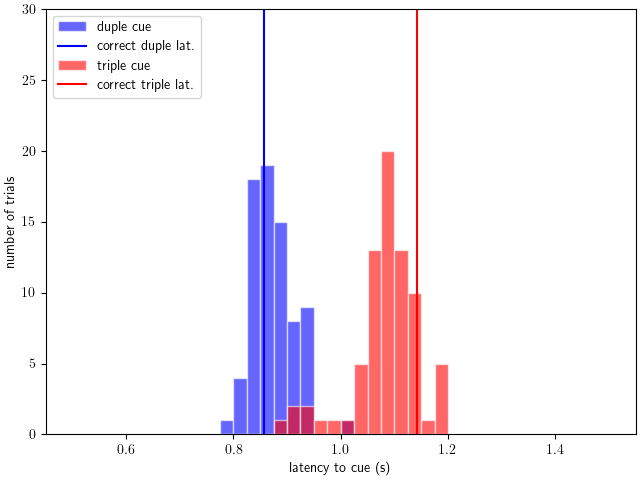 30
25
20
15
10
5
0
number of trials
duple cue
correct duple lat.
triple cue
correct triple lat.
0.6 0.8 1.0 1.2 1.4
latency to cue (s)